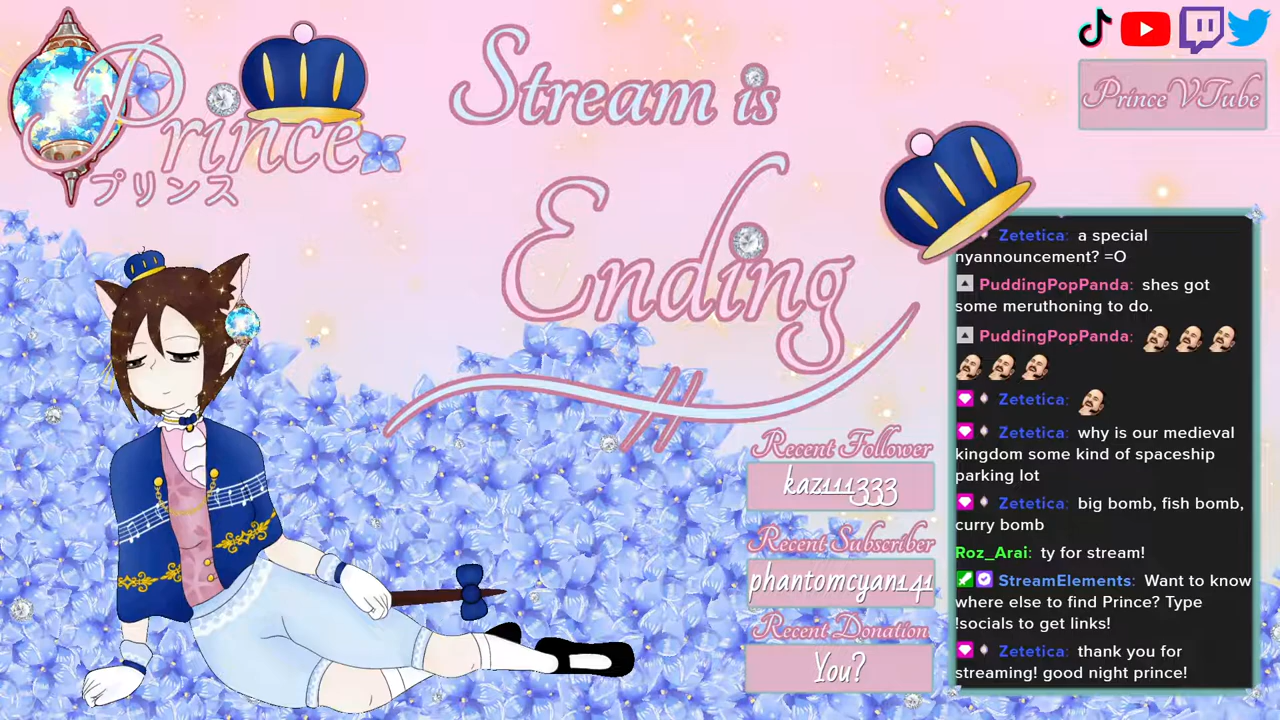 Prince
プリンス
Stream is
Ending
PrinceVTube
Recent Follower
kaz111333
Recent Subscriber
phantomcyan141
Recent Donation
You?
Zetetica: a special
nyannouncement? =O
PuddingPopPanda: shes got
some meruthoning to do.
PuddingPopPanda:
Zetetica:
Zetetica: why is our medieval
kingdom some kind of spaceship
parking lot
Zetetica: big bomb, fish bomb,
curry bomb
Roz_Arai: ty for stream!
StreamElements: Want to know
where else to find Prince? Type
!socials to get links!
Zetetica: thank you for
streaming! good night prince!